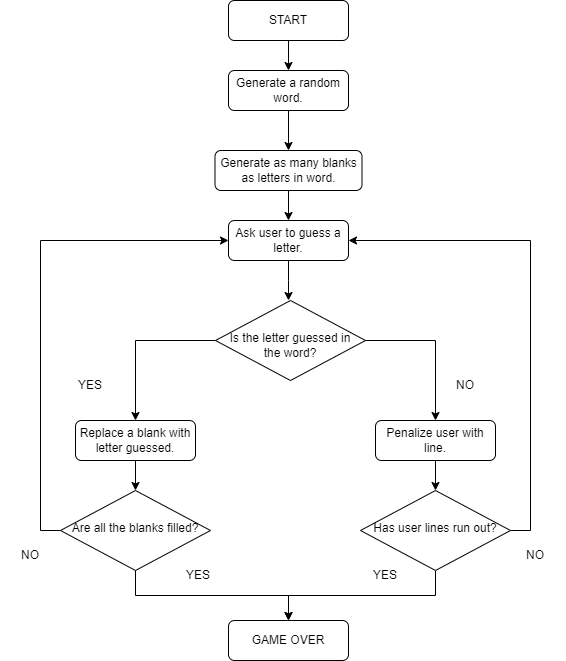 START
Generate a random
word.
Generate as many blanks
as letters in word.
Ask user to guess a
letter.
Is the letter guessed in
the word?
YES
NO
Replace a blank with
letter guessed.
Penalize user with
line.
Are all the blanks filled?
Has user lines run out?
NO
YES
YES
NO
GAME OVER